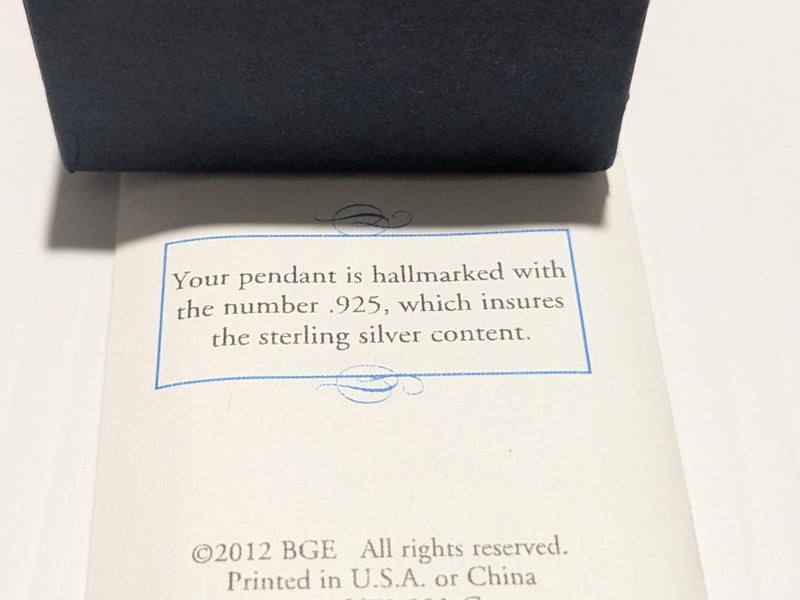 Your pendant is hallmarked with
the number .925, which insures
the sterling silver content.
©2012 BGE All rights reserved.
Printed in U.S.A. or China